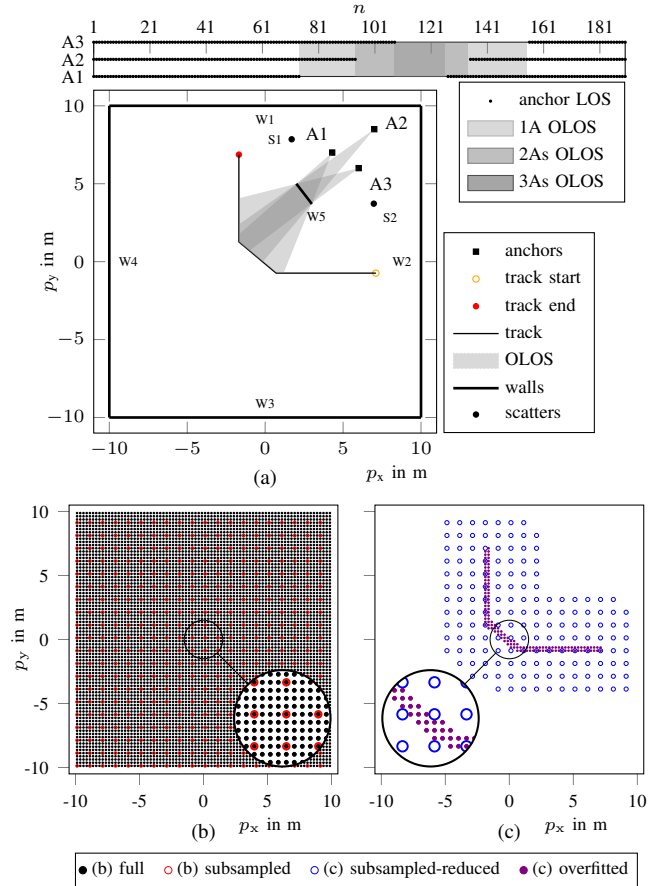 n
1 21 41 61 81 101 121 141 161 181
A3
A2
A1
anchor LOS
1A OLOS
2As OLOS
3As OLOS
10
5
0
−5
−10
p_y in m
W1
S1
A1
A2
A3
W5
S2
W4
W2
W3
−10 −5 0 5 10
p_x in m
(a)
anchors
track start
track end
track
OLOS
walls
scatters
10
5
0
-5
-10
p_y in m
-10 -5 0 5 10
p_x in m
(b)
10
5
0
-5
-10
-10 -5 0 5 10
p_x in m
(c)
(b) full (b) subsampled (c) subsampled-reduced (c) overfitted